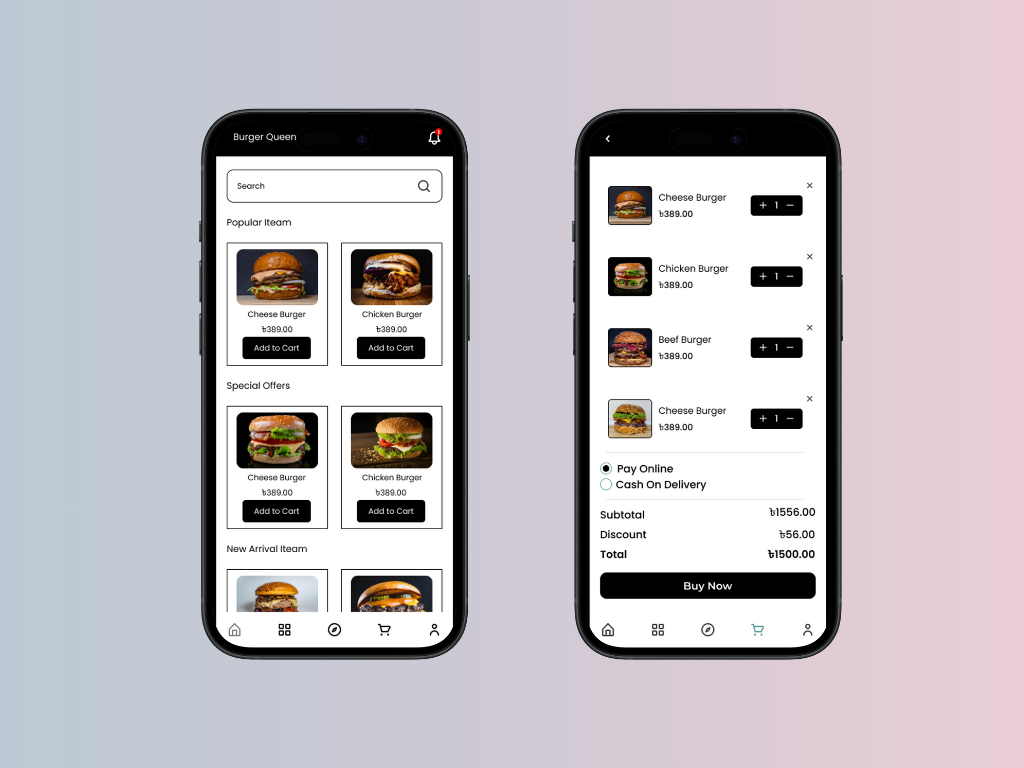 Burger Queen
1
Search
Popular Iteam
Cheese Burger
৳389.00
Add to Cart
Chicken Burger
৳389.00
Add to Cart
Special Offers
Cheese Burger
৳389.00
Add to Cart
Chicken Burger
৳389.00
Add to Cart
New Arrival Iteam
Cheese Burger
৳389.00
+ 1 −
×
Chicken Burger
৳389.00
+ 1 −
×
Beef Burger
৳389.00
+ 1 −
×
Cheese Burger
৳389.00
+ 1 −
×
Pay Online
Cash On Delivery
Subtotal ৳1556.00
Discount ৳56.00
Total ৳1500.00
Buy Now